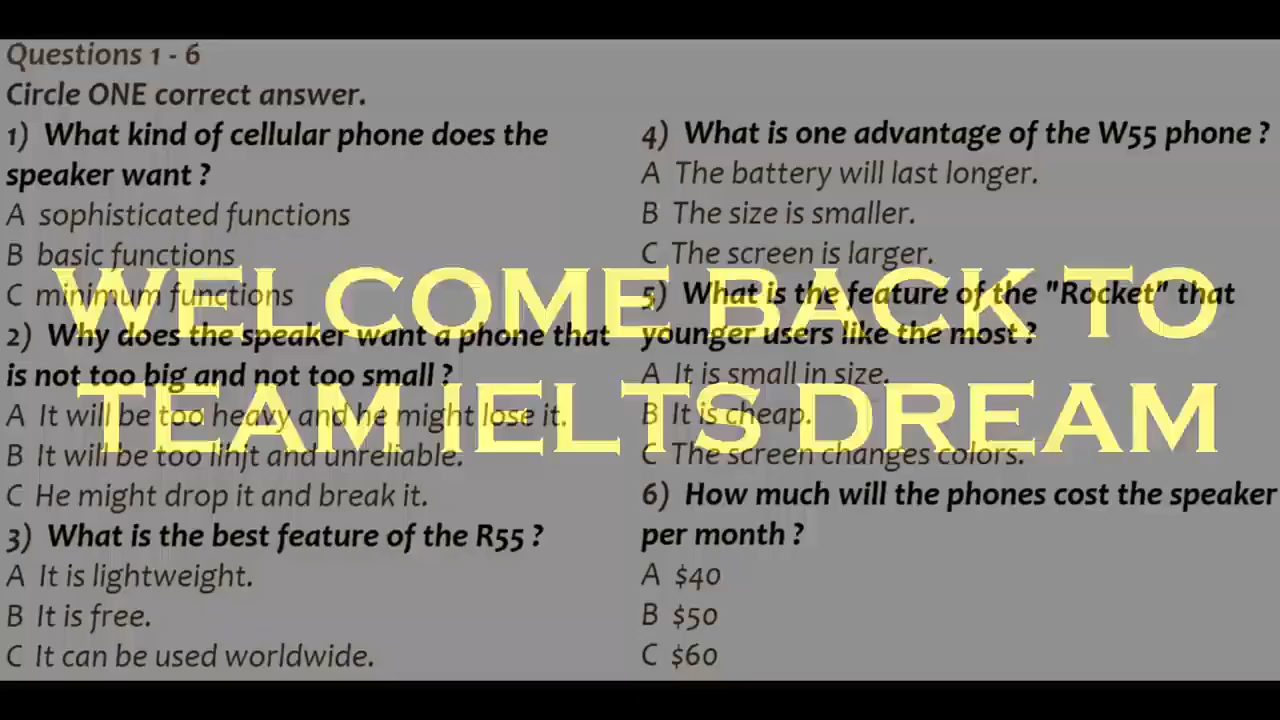 Questions 1 - 6
Circle ONE correct answer.
1) What kind of cellular phone does the
speaker want ?
A sophisticated functions
B basic functions
C minimum functions
2) Why does the speaker want a phone that
is not too big and not too small ?
A It will be too heavy and he might lose it.
B It will be too lihjt and unreliable.
C He might drop it and break it.
3) What is the best feature of the R55 ?
A It is lightweight.
B It is free.
C It can be used worldwide.
4) What is one advantage of the W55 phone ?
A The battery will last longer.
B The size is smaller.
C The screen is larger.
5) What is the feature of the "Rocket" that
younger users like the most ?
A It is small in size.
B It is cheap.
C The screen changes colors.
6) How much will the phones cost the speaker
per month ?
A $40
B $50
C $60
WELCOME BACK TO
TEAM IELTS DREAM